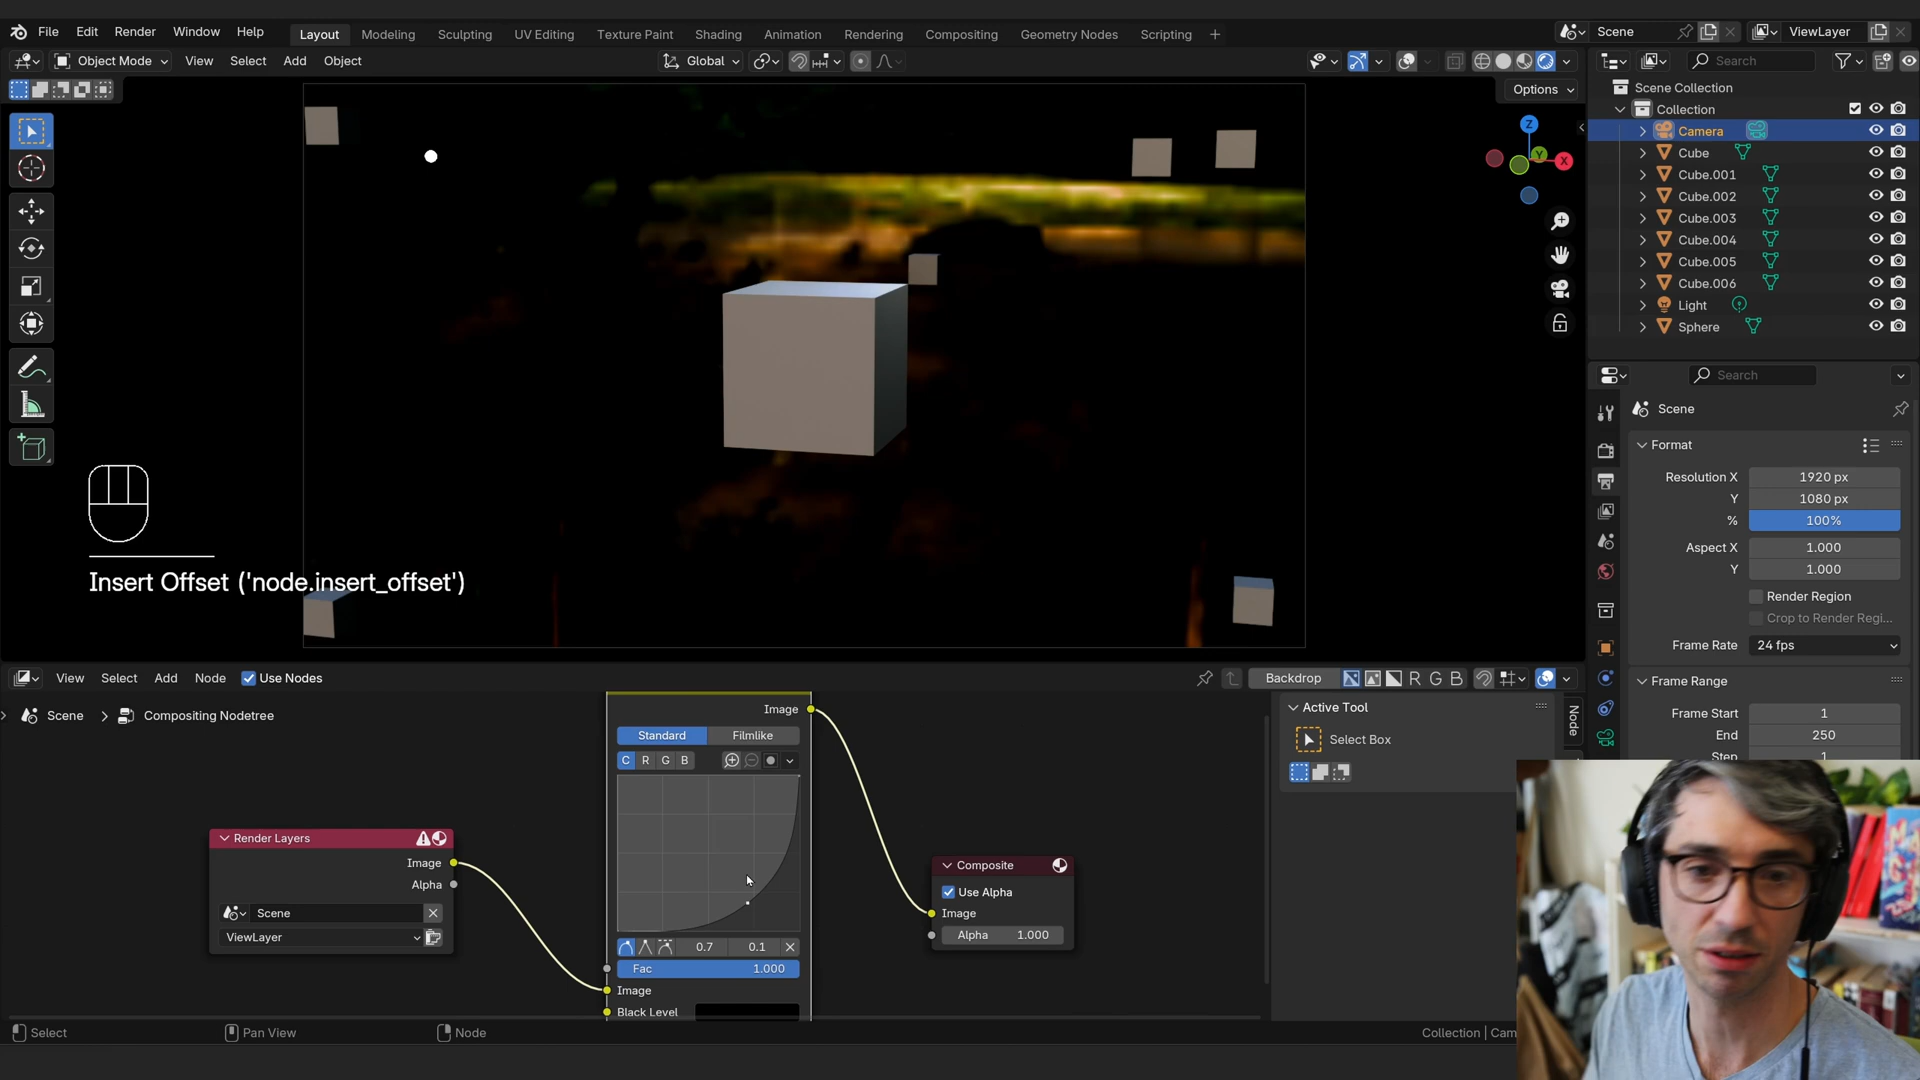 File Edit Render Window Help
Layout Modeling Sculpting UV Editing Texture Paint Shading Animation Rendering Compositing Geometry Nodes Scripting
Scene
ViewLayer
Object Mode View Select Add Object
Global
Search
Options
Z
Y
X
Scene Collection
Collection
Camera
Cube
Cube.001
Cube.002
Cube.003
Cube.004
Cube.005
Cube.006
Light
Sphere
Search
Scene
Format
Resolution X 1920 px
Y 1080 px
% 100%
Aspect X 1.000
Y 1.000
Render Region
Crop to Render Regi...
Frame Rate 24 fps
Frame Range
Frame Start 1
End 250
Step 1
Insert Offset ('node.insert_offset')
View Select Add Node Use Nodes
Backdrop R G B
Scene > Compositing Nodetree
Image
Standard Filmlike
C R G B
0.7 0.1
Fac 1.000
Image
Black Level
Render Layers
Image
Alpha
Scene
ViewLayer
Composite
Use Alpha
Image
Alpha 1.000
Active Tool
Select Box
Node
Select Pan View Node
Collection | Cam